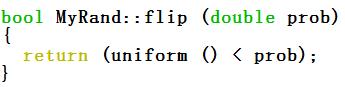 bool MyRand::flip (double prob)
{
  return (uniform () < prob);
}